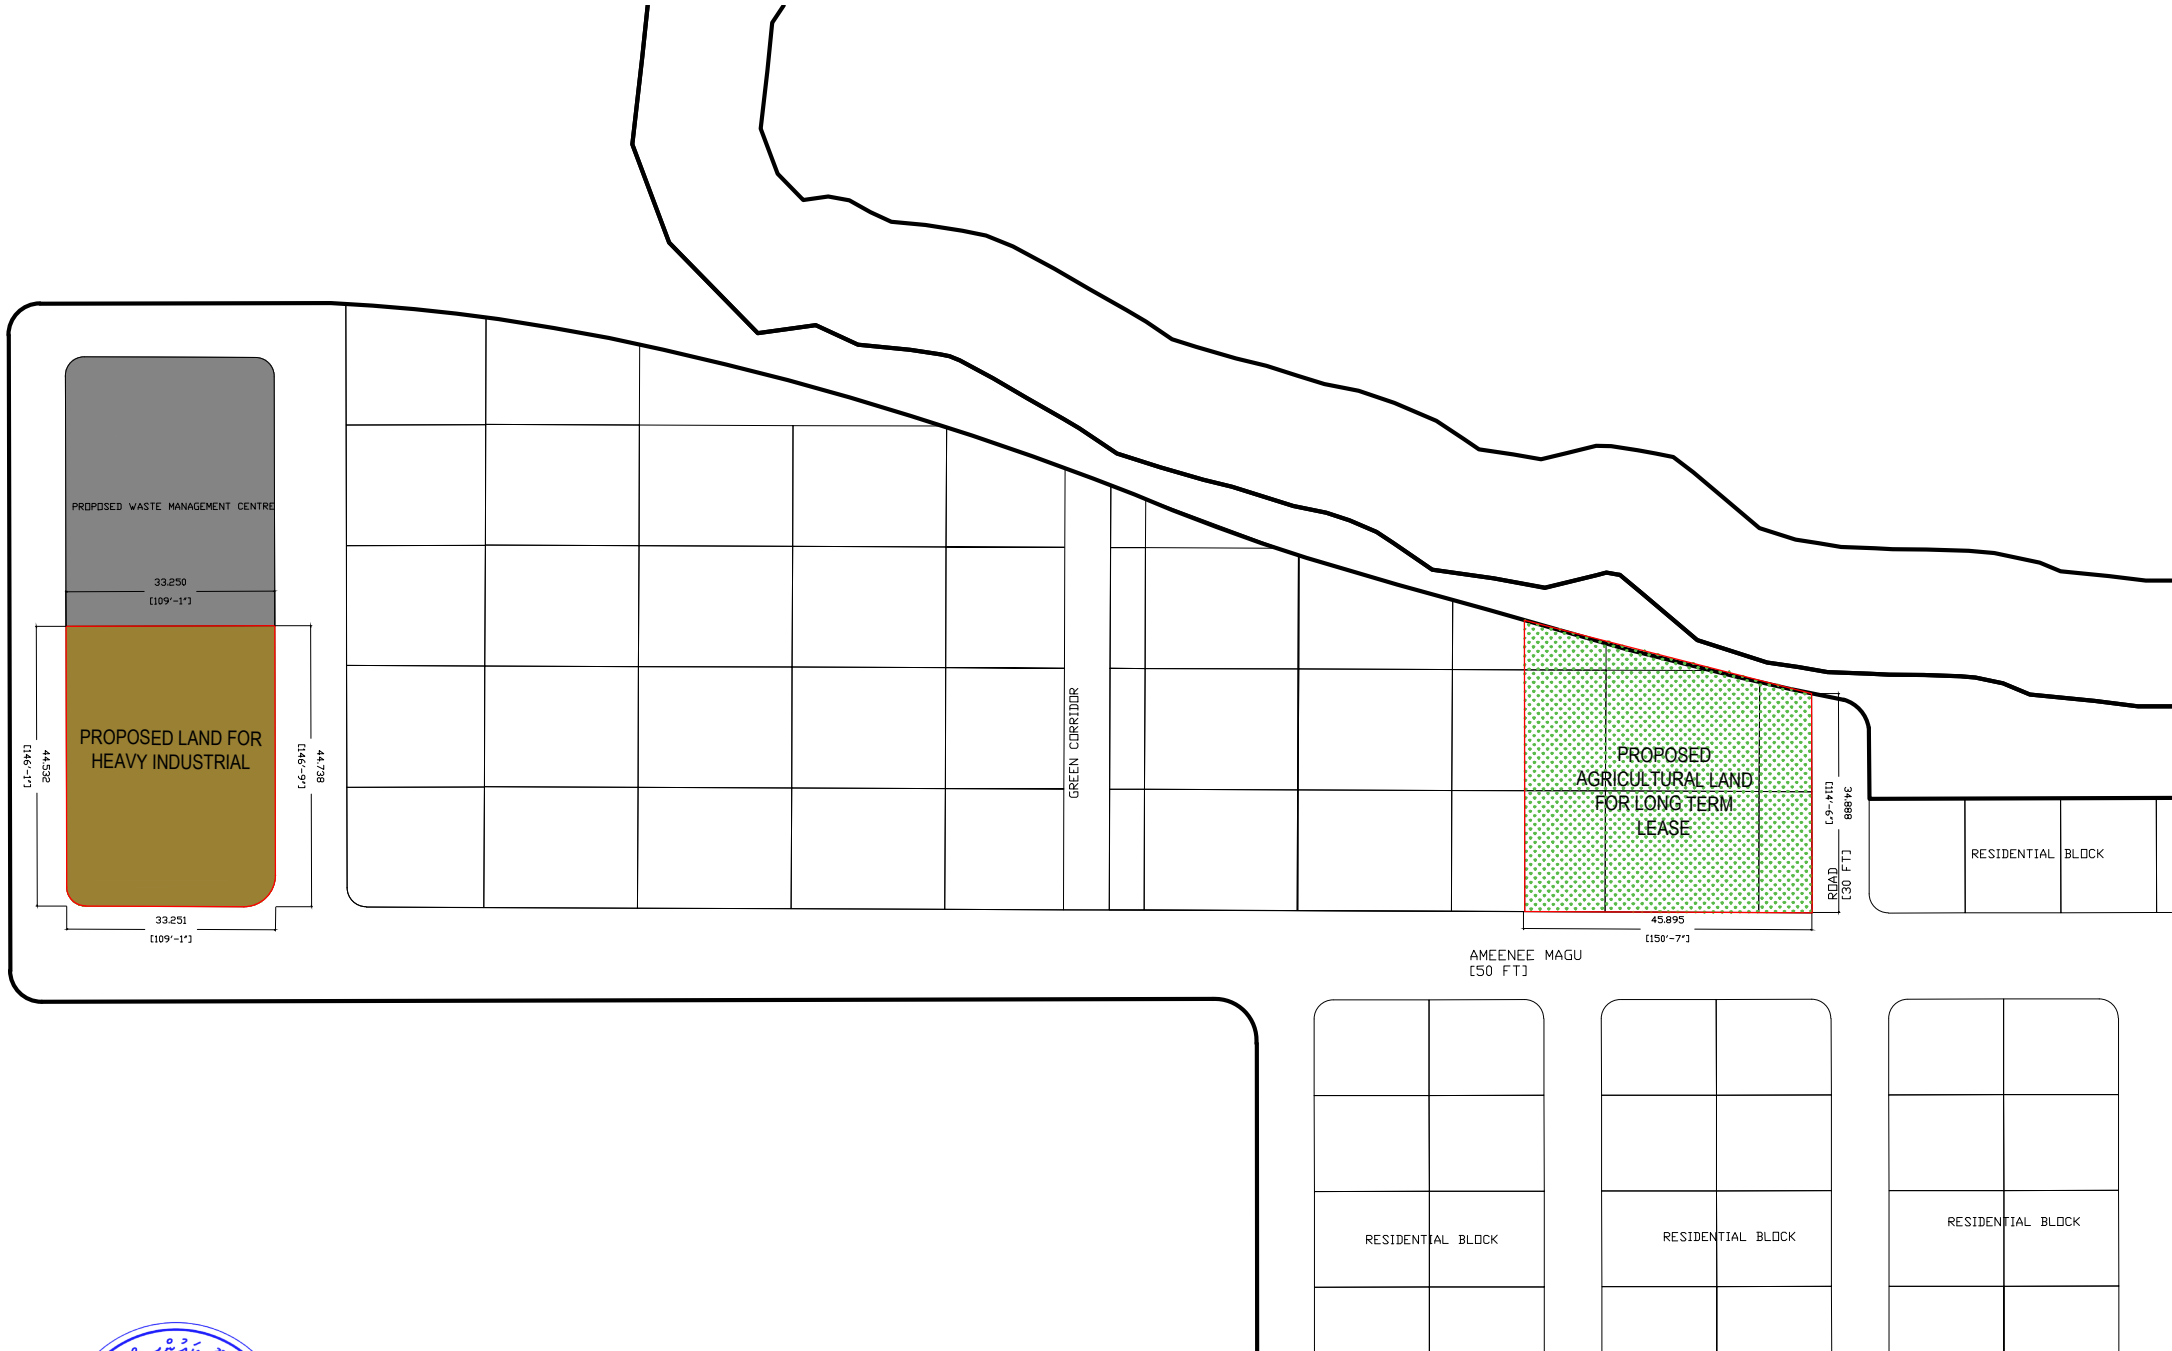 PROPOSED WASTE MANAGEMENT CENTRE
33.250
[109'-1"]
PROPOSED LAND FOR
HEAVY INDUSTRIAL
44.532
[146'-1"]
44.738
[146'-9"]
33.251
[109'-1"]
GREEN CORRIDOR
PROPOSED
AGRICULTURAL LAND
FOR LONG TERM
LEASE
34.888
[114'-6"]
ROAD
[30 FT]
45.895
[150'-7"]
AMEENEE MAGU
[50 FT]
RESIDENTIAL BLOCK
RESIDENTIAL BLOCK
RESIDENTIAL BLOCK
RESIDENTIAL BLOCK